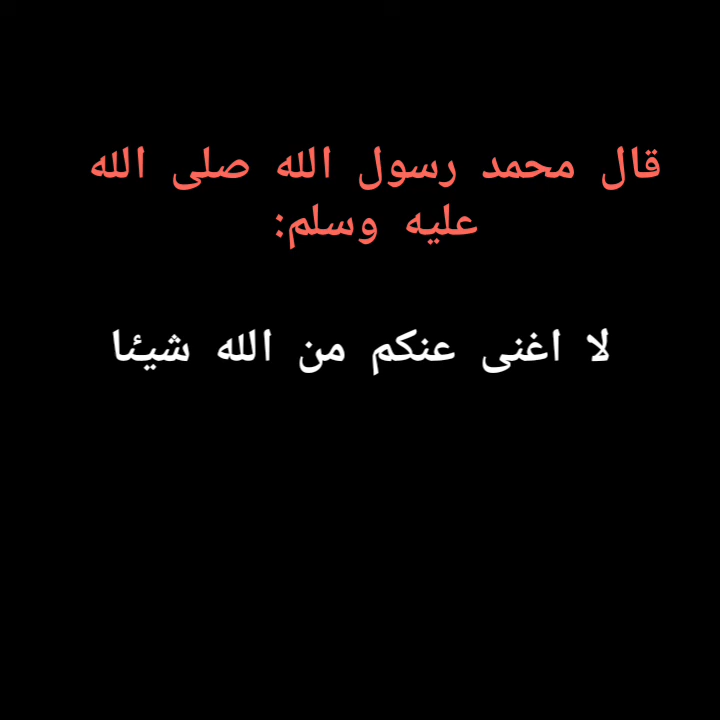 قال محمد رسول الله صلى الله
عليه وسلم:
لا اغنى عنكم من الله شيئا